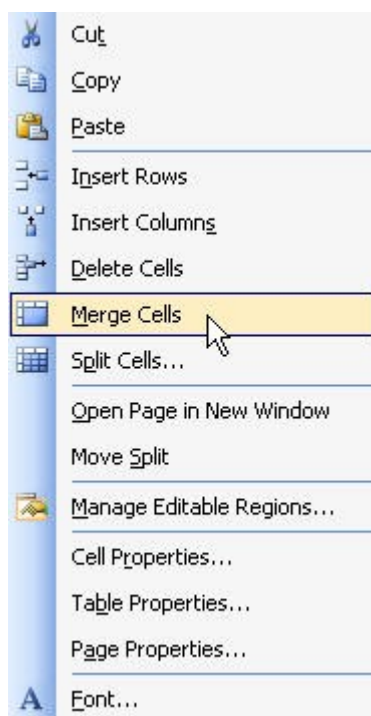 Cut
Copy
Paste
Insert Rows
Insert Columns
Delete Cells
Merge Cells
Split Cells...
Open Page in New Window
Move Split
Manage Editable Regions...
Cell Properties...
Table Properties...
Page Properties...
Font...